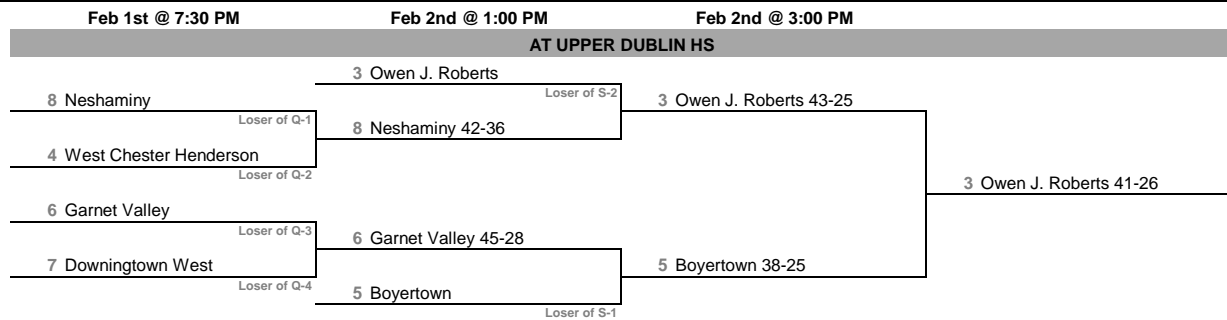 Feb 1st @ 7:30 PM Feb 2nd @ 1:00 PM Feb 2nd @ 3:00 PM
AT UPPER DUBLIN HS
3 Owen J. Roberts
Loser of S-2
8 Neshaminy
3 Owen J. Roberts 43-25
Loser of Q-1
8 Neshaminy 42-36
4 West Chester Henderson
Loser of Q-2
3 Owen J. Roberts 41-26
6 Garnet Valley
Loser of Q-3
6 Garnet Valley 45-28
7 Downingtown West
5 Boyertown 38-25
Loser of Q-4
5 Boyertown
Loser of S-1